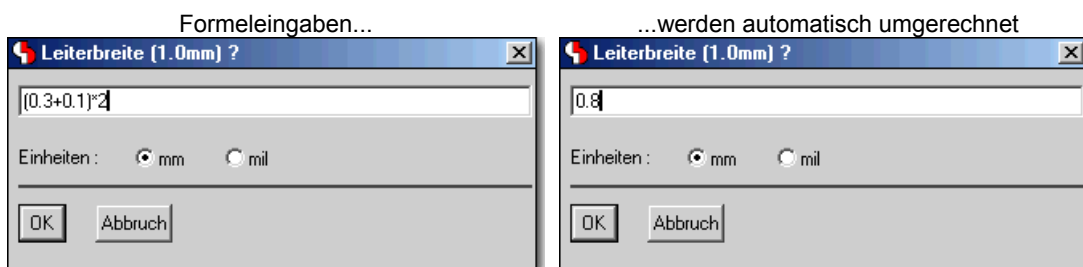 Formeleingaben...
Leiterbreite (1.0mm) ?
(0.3+0.1)*2
Einheiten : mm mil
OK Abbruch
...werden automatisch umgerechnet
Leiterbreite (1.0mm) ?
0.8
Einheiten : mm mil
OK Abbruch